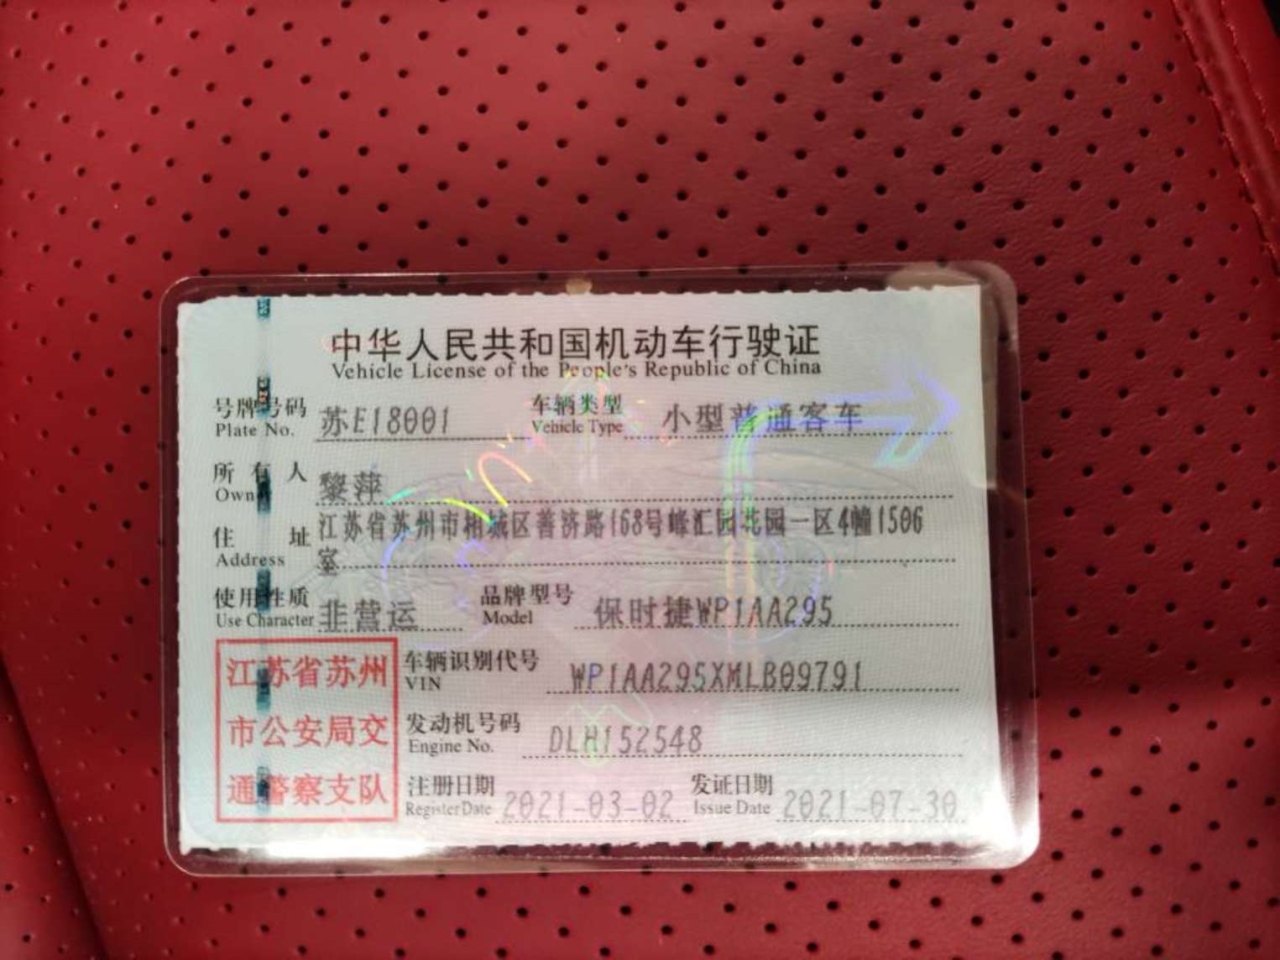 中华人民共和国机动车行驶证
Vehicle License of the People's Republic of China
号牌号码 苏E18001 车辆类型 小型普通客车
Plate No. Vehicle Type
所有人 黎萍
Owner
住址 江苏省苏州市相城区善济路168号峰汇园花园一区4幢1506
Address 室
使用性质 非营运 品牌型号 保时捷WP1AA295
Use Character Model
江苏省苏州 车辆识别代号 WP1AA295XMLB09791
VIN
市公安局交 发动机号码 DLH152548
Engine No.
通警察支队 注册日期 2021-03-02 发证日期 2021-07-30
Register Date Issue Date